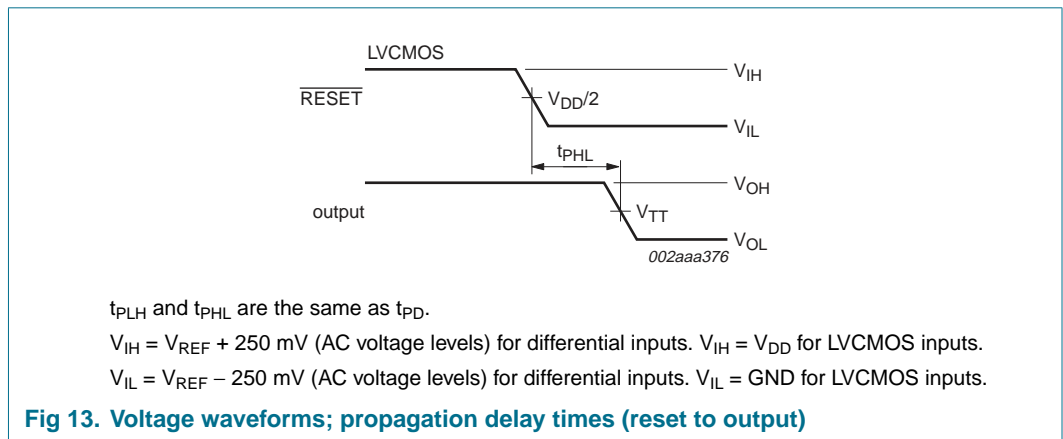 LVCMOS
VIH
RESET
VDD/2
VIL
tPHL
VOH
output
VTT
VOL
002aaa376
tPLH and tPHL are the same as tPD.
VIH = VREF + 250 mV (AC voltage levels) for differential inputs. VIH = VDD for LVCMOS inputs.
VIL = VREF − 250 mV (AC voltage levels) for differential inputs. VIL = GND for LVCMOS inputs.
Fig 13. Voltage waveforms; propagation delay times (reset to output)